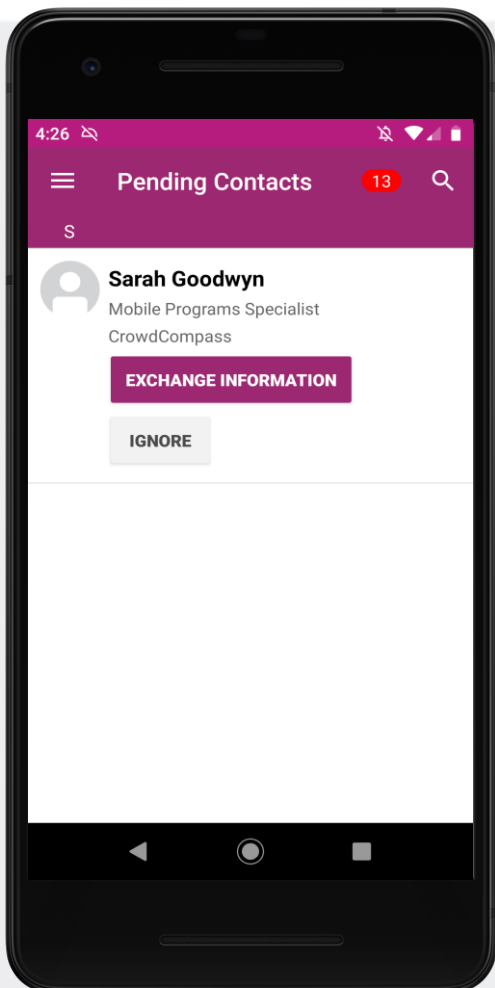 4:26
Pending Contacts 13
S
Sarah Goodwyn
Mobile Programs Specialist
CrowdCompass
EXCHANGE INFORMATION
IGNORE